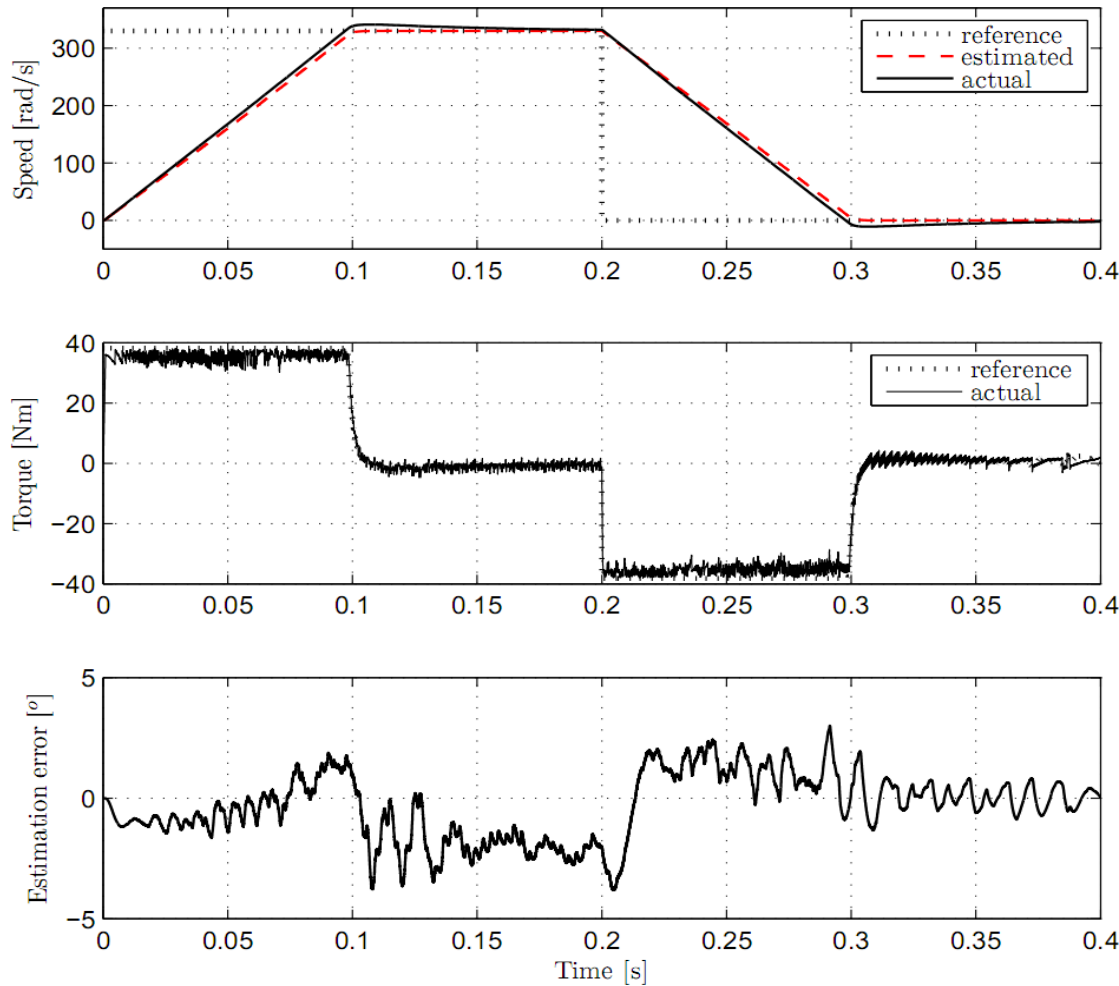 Speed [rad/s]
300
200
100
0
reference
estimated
actual
0 0.05 0.1 0.15 0.2 0.25 0.3 0.35 0.4
Torque [Nm]
40
20
0
−20
−40
reference
actual
0 0.05 0.1 0.15 0.2 0.25 0.3 0.35 0.4
Estimation error [o]
5
0
−5
0 0.05 0.1 0.15 0.2 0.25 0.3 0.35 0.4
Time [s]